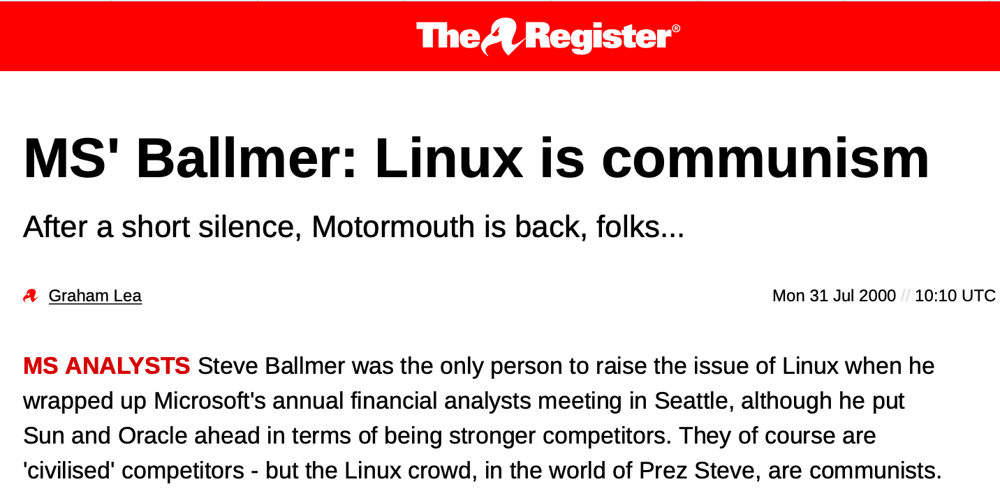 The Register®
MS' Ballmer: Linux is communism
After a short silence, Motormouth is back, folks...
Graham Lea
Mon 31 Jul 2000 // 10:10 UTC
MS ANALYSTS Steve Ballmer was the only person to raise the issue of Linux when he
wrapped up Microsoft's annual financial analysts meeting in Seattle, although he put
Sun and Oracle ahead in terms of being stronger competitors. They of course are
'civilised' competitors - but the Linux crowd, in the world of Prez Steve, are communists.